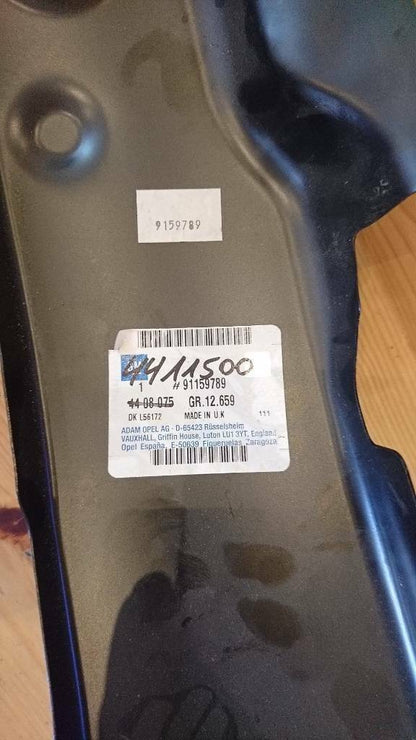 9159789
4411500
1 #91159789
44 08 075 GR.12.659
DK L56172 MADE IN U.K 111
ADAM OPEL AG - D-65423 Rüsselsheim
VAUXHALL, Griffin House, Luton LU1 3YT, England
Opel España, E-50639 Figueruelas, Zaragoza